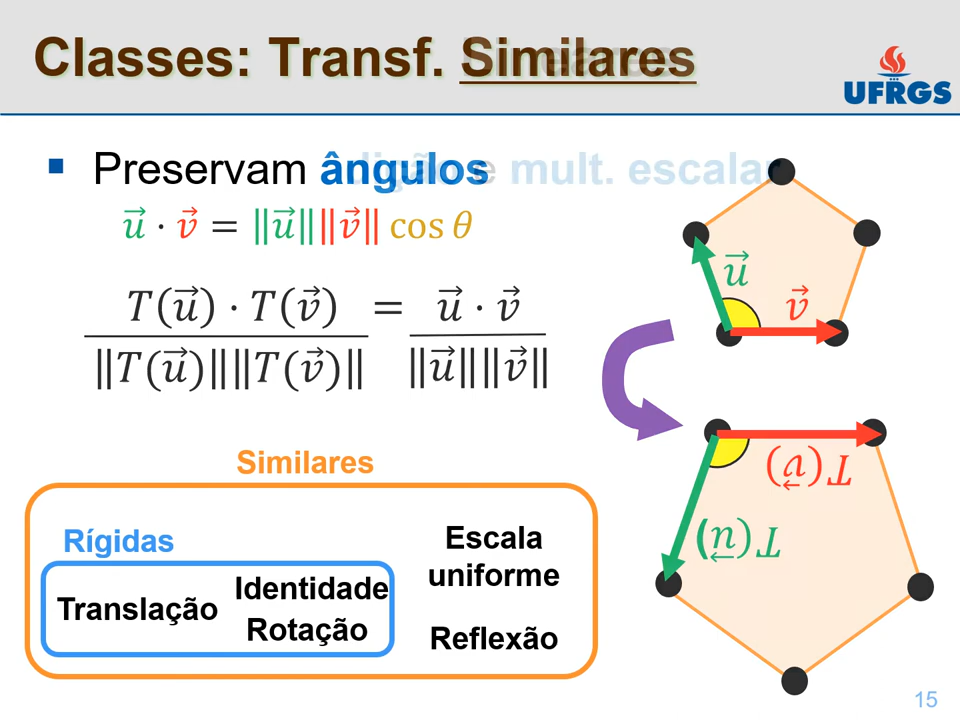 Classes: Transf. Similares
UFRGS
▪ Preservam ângulos e mult. escalar
u⃗ · v⃗ = ‖u⃗‖‖v⃗‖ cos θ
T(u⃗) · T(v⃗) = u⃗ · v⃗
‖T(u⃗)‖‖T(v⃗)‖ ‖u⃗‖‖v⃗‖
u⃗
v⃗
T(v⃗)
T(u⃗)
Similares
Rígidas
Translação
Identidade
Rotação
Escala
uniforme
Reflexão
15